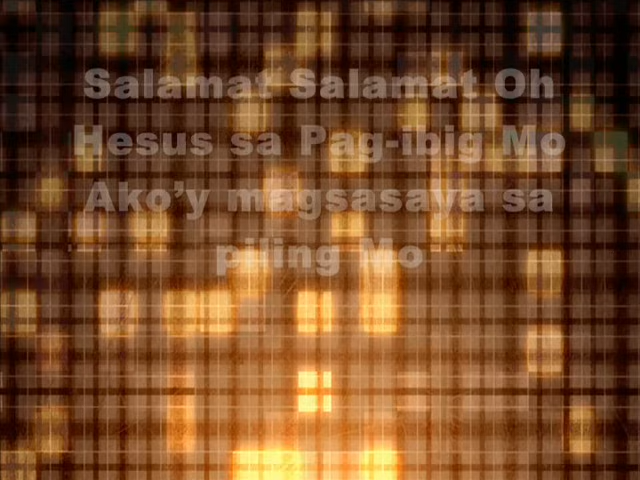 Salamat Salamat Oh
Hesus sa Pag-ibig Mo
Ako’y magsasaya sa
piling Mo